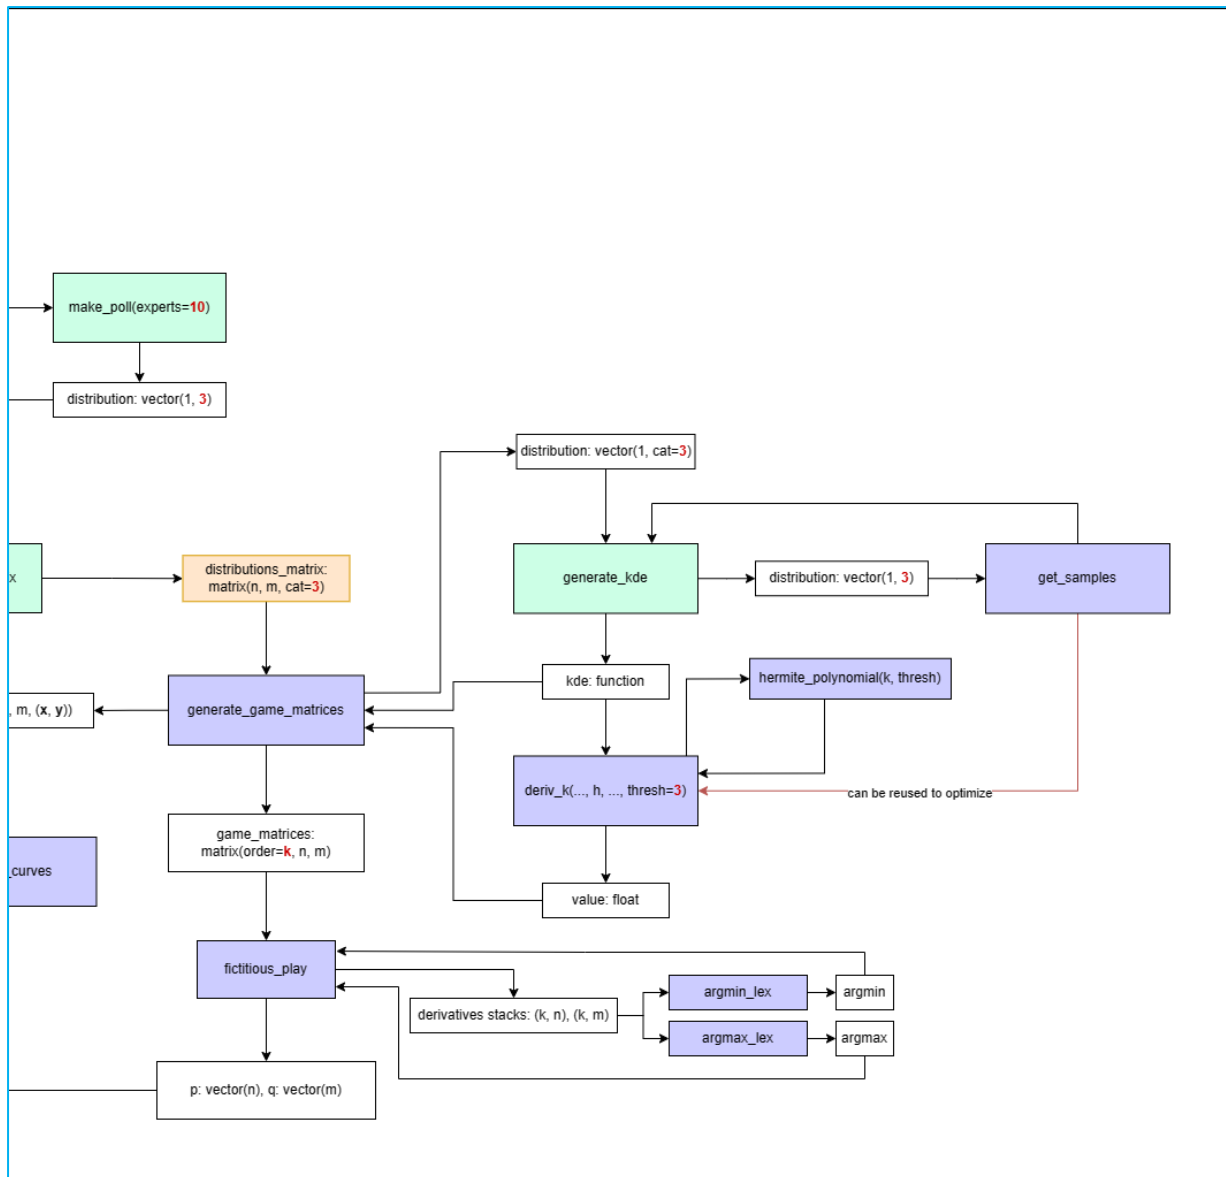 make_poll(experts=10)
distribution: vector(1, 3)
distribution: vector(1, cat=3)
x
distributions_matrix:
matrix(n, m, cat=3)
generate_kde
distribution: vector(1, 3)
get_samples
kde: function
hermite_polynomial(k, thresh)
, m, (x, y))
generate_game_matrices
deriv_k(..., h, ..., thresh=3)
can be reused to optimize
game_matrices:
matrix(order=k, n, m)
_curves
value: float
fictitious_play
derivatives stacks: (k, n), (k, m)
argmin_lex
argmin
argmax_lex
argmax
p: vector(n), q: vector(m)